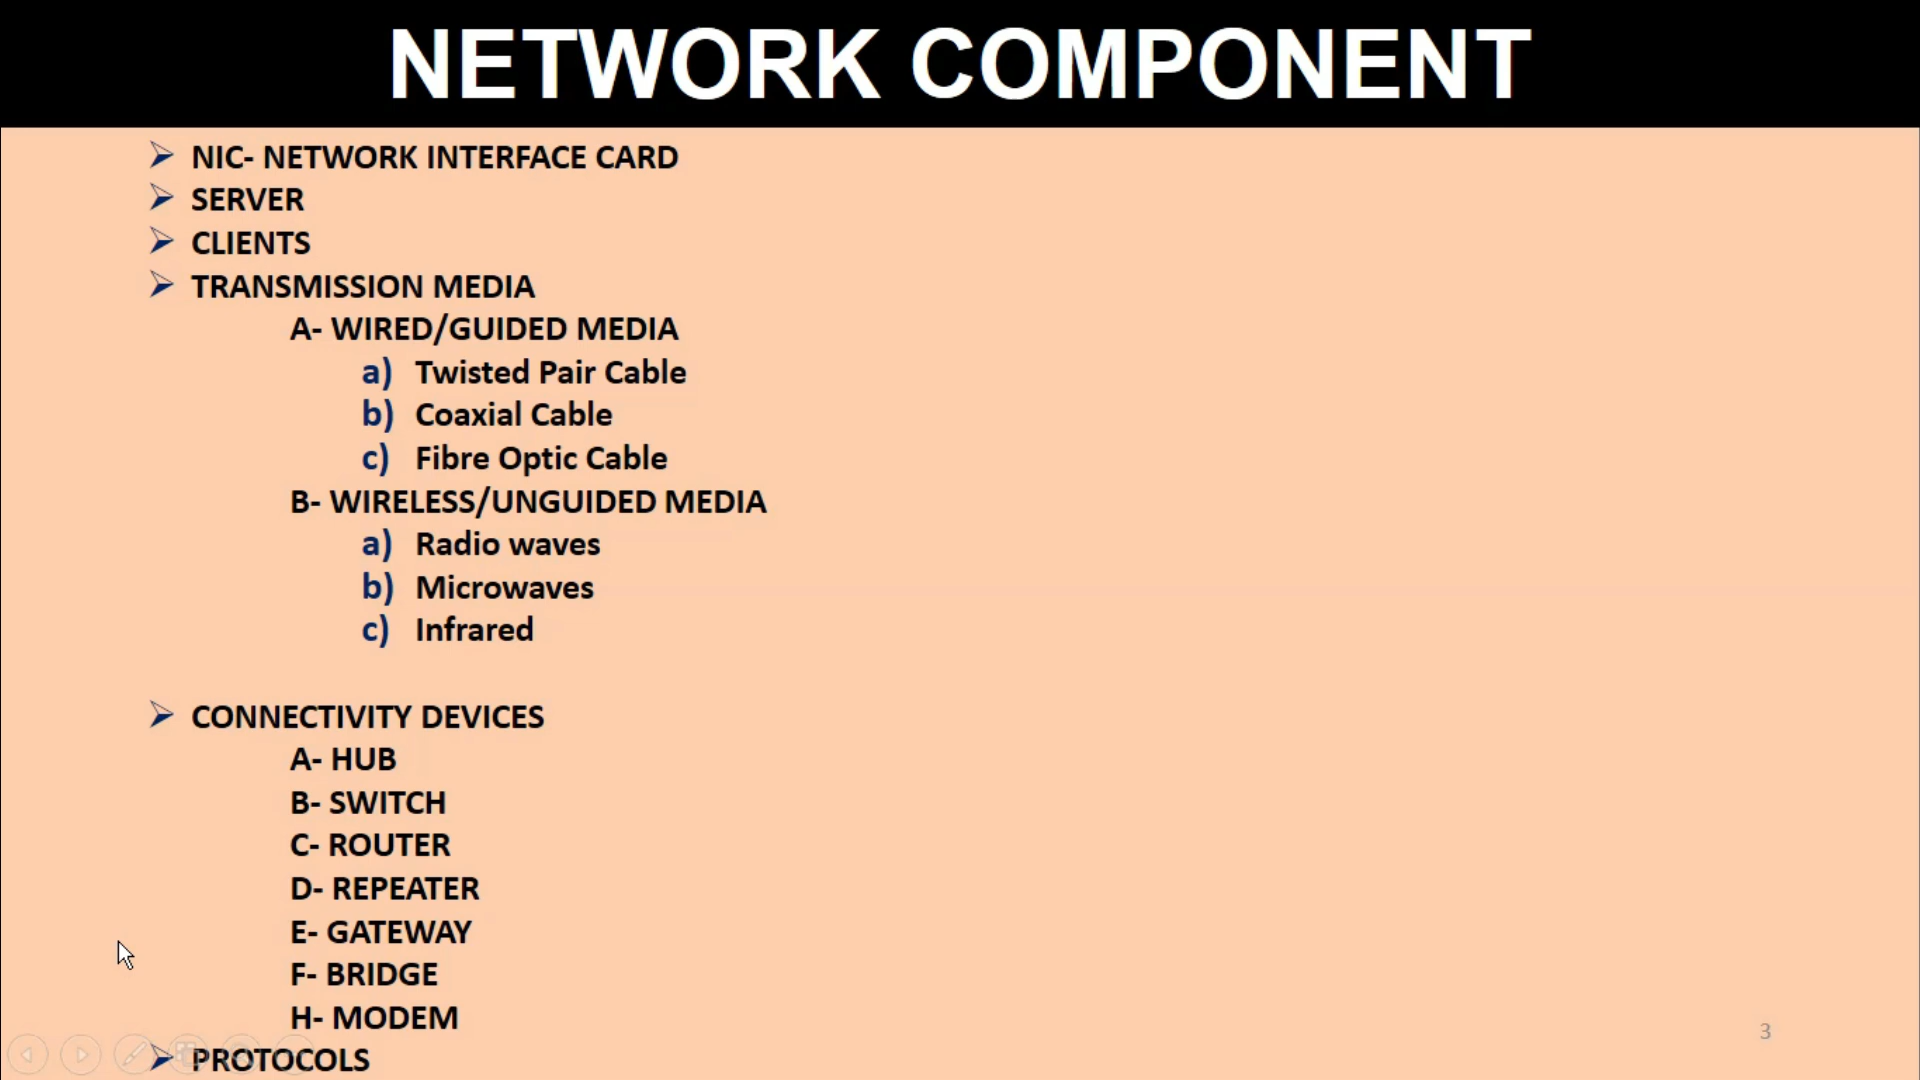 NETWORK COMPONENT
NIC- NETWORK INTERFACE CARD
SERVER
CLIENTS
TRANSMISSION MEDIA
A- WIRED/GUIDED MEDIA
a) Twisted Pair Cable
b) Coaxial Cable
c) Fibre Optic Cable
B- WIRELESS/UNGUIDED MEDIA
a) Radio waves
b) Microwaves
c) Infrared
CONNECTIVITY DEVICES
A- HUB
B- SWITCH
C- ROUTER
D- REPEATER
E- GATEWAY
F- BRIDGE
H- MODEM
PROTOCOLS
3